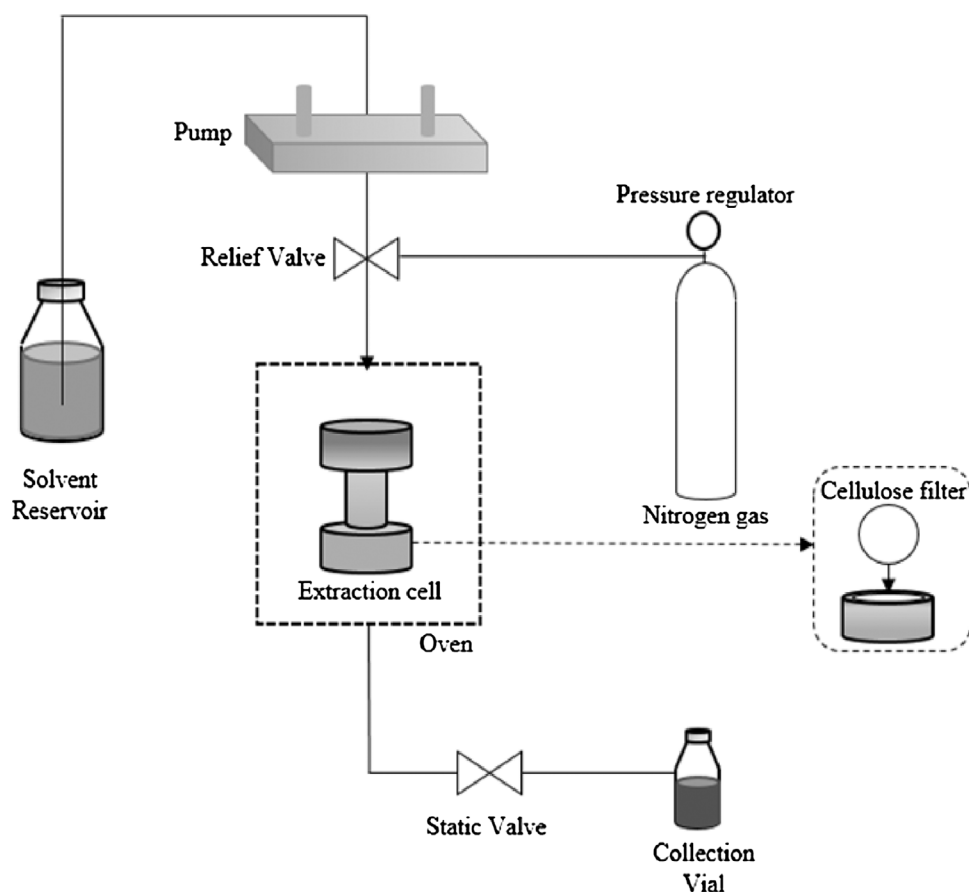 Pump
Pressure regulator
Relief Valve
Solvent
Reservoir
Nitrogen gas
Cellulose filter
Extraction cell
Oven
Static Valve
Collection
Vial